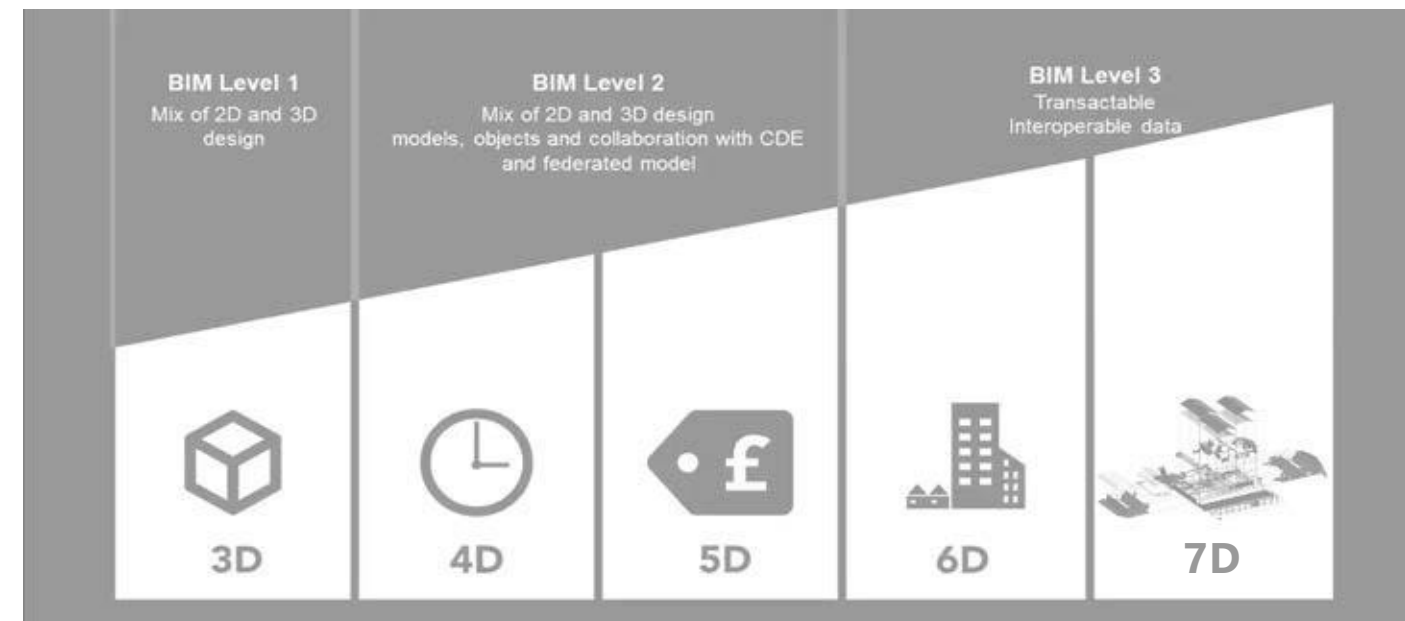 BIM Level 1
Mix of 2D and 3D
design
BIM Level 2
Mix of 2D and 3D design
models, objects and collaboration with CDE
and federated model
BIM Level 3
Transactable
Interoperable data
£
3D
4D
5D
6D
7D